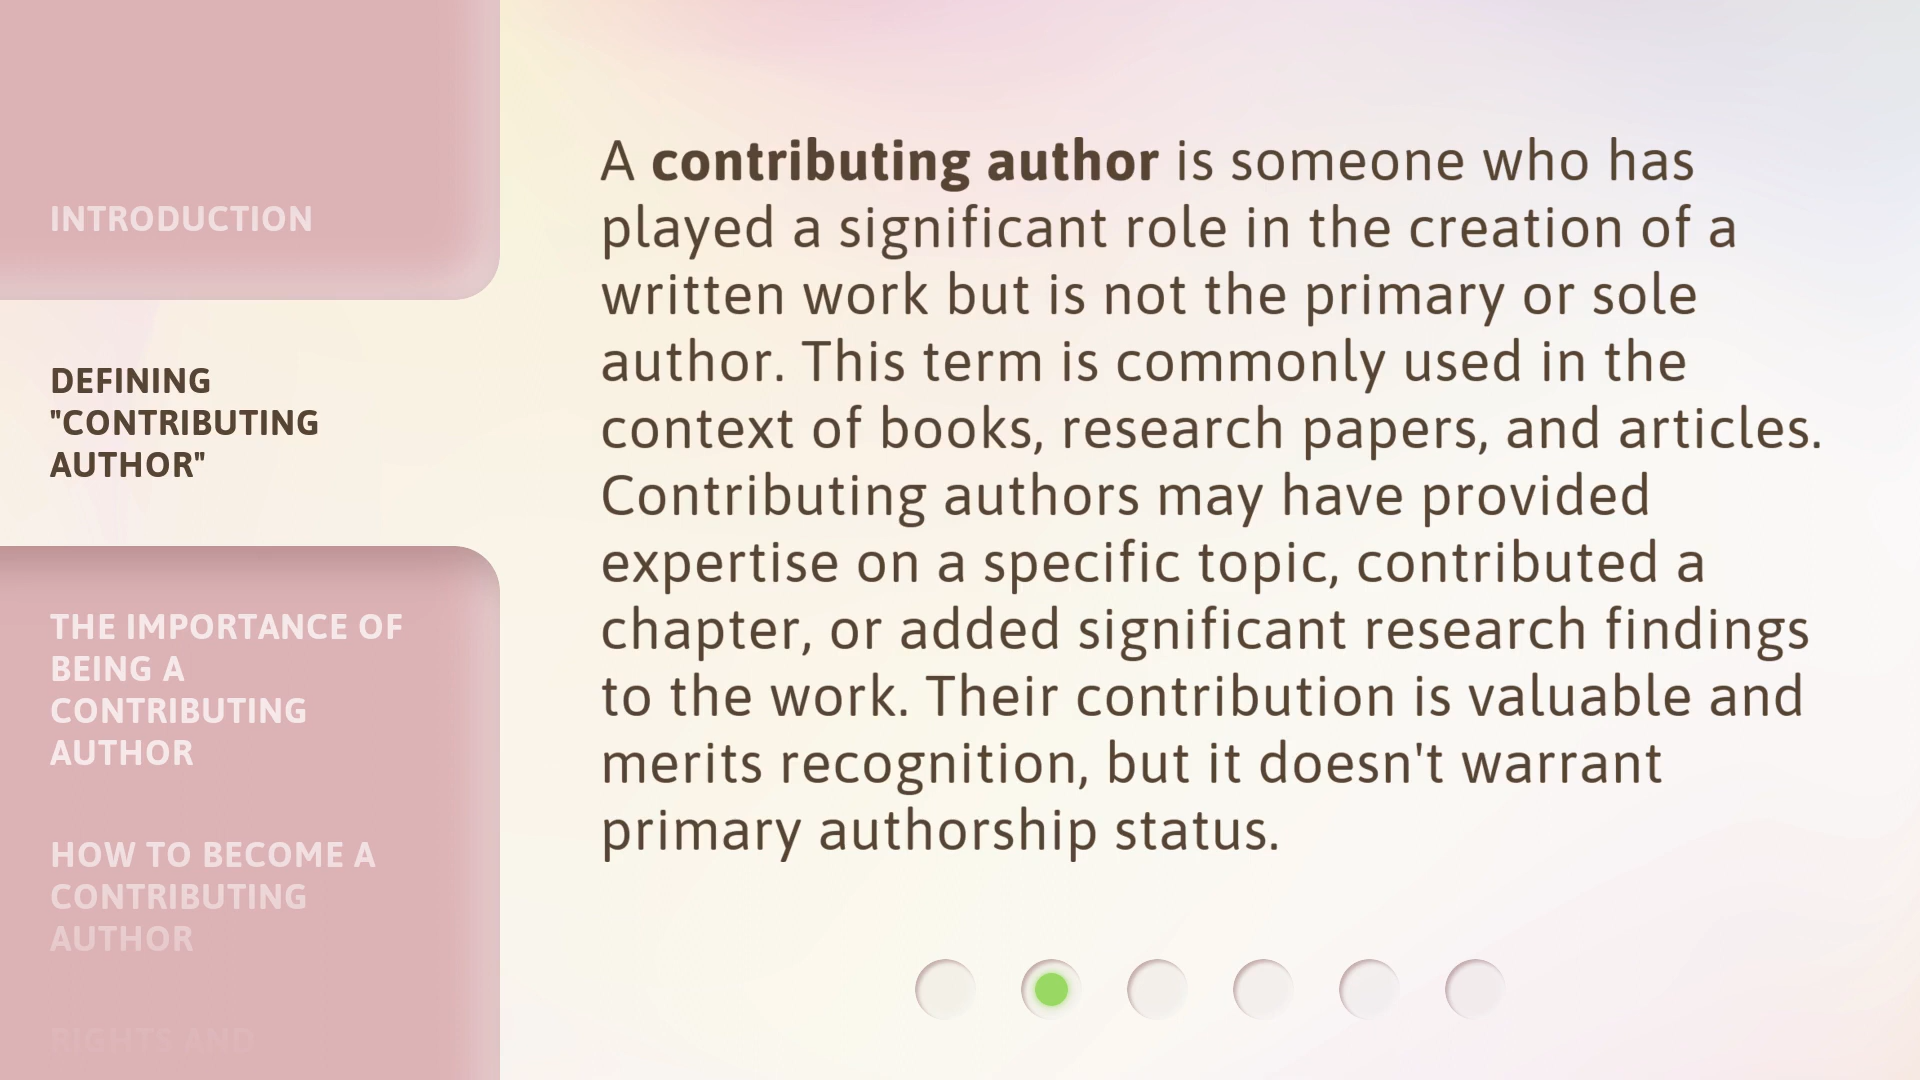 INTRODUCTION
DEFINING
"CONTRIBUTING
AUTHOR"
THE IMPORTANCE OF
BEING A
CONTRIBUTING
AUTHOR
HOW TO BECOME A
CONTRIBUTING
AUTHOR
RIGHTS AND
A contributing author is someone who has
played a significant role in the creation of a
written work but is not the primary or sole
author. This term is commonly used in the
context of books, research papers, and articles.
Contributing authors may have provided
expertise on a specific topic, contributed a
chapter, or added significant research findings
to the work. Their contribution is valuable and
merits recognition, but it doesn't warrant
primary authorship status.